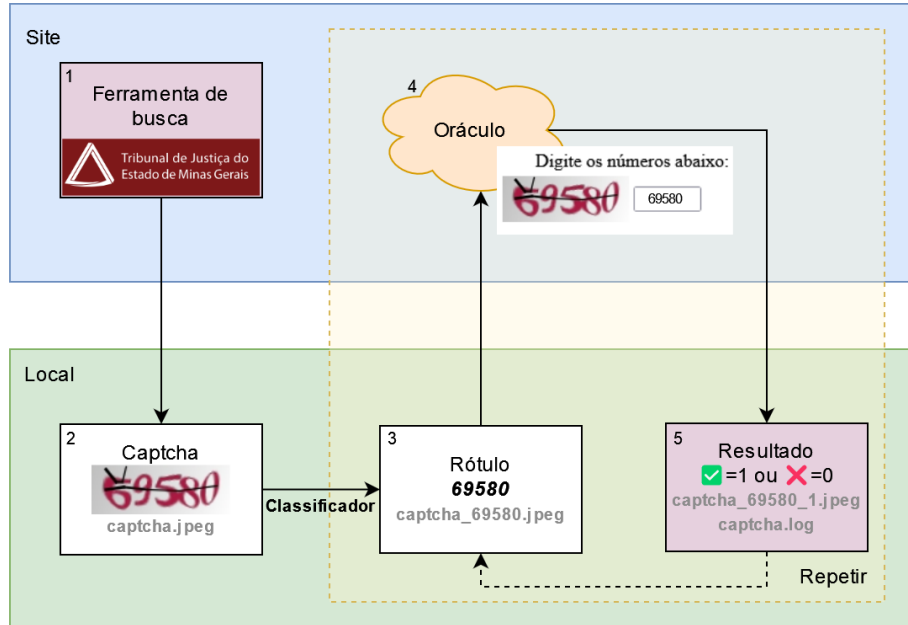 Site
1
Ferramenta de
busca
Tribunal de Justiça do
Estado de Minas Gerais
4
Oráculo
Digite os números abaixo:
69580
69580
Local
2
Captcha
69580
captcha.jpeg
Classificador
3
Rótulo
69580
captcha_69580.jpeg
5
Resultado
✅=1 ou ❌=0
captcha_69580_1.jpeg
captcha.log
Repetir